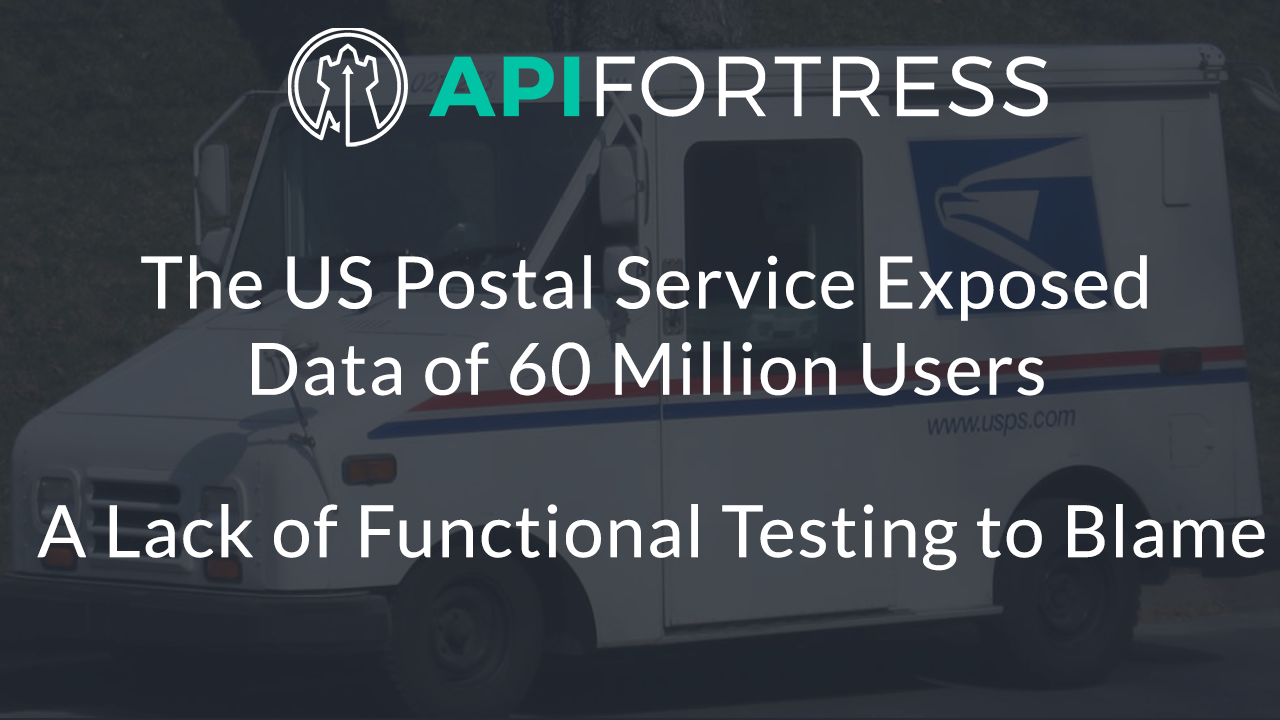 APIFORTRESS
The US Postal Service Exposed
Data of 60 Million Users
www.usps.com
A Lack of Functional Testing to Blame